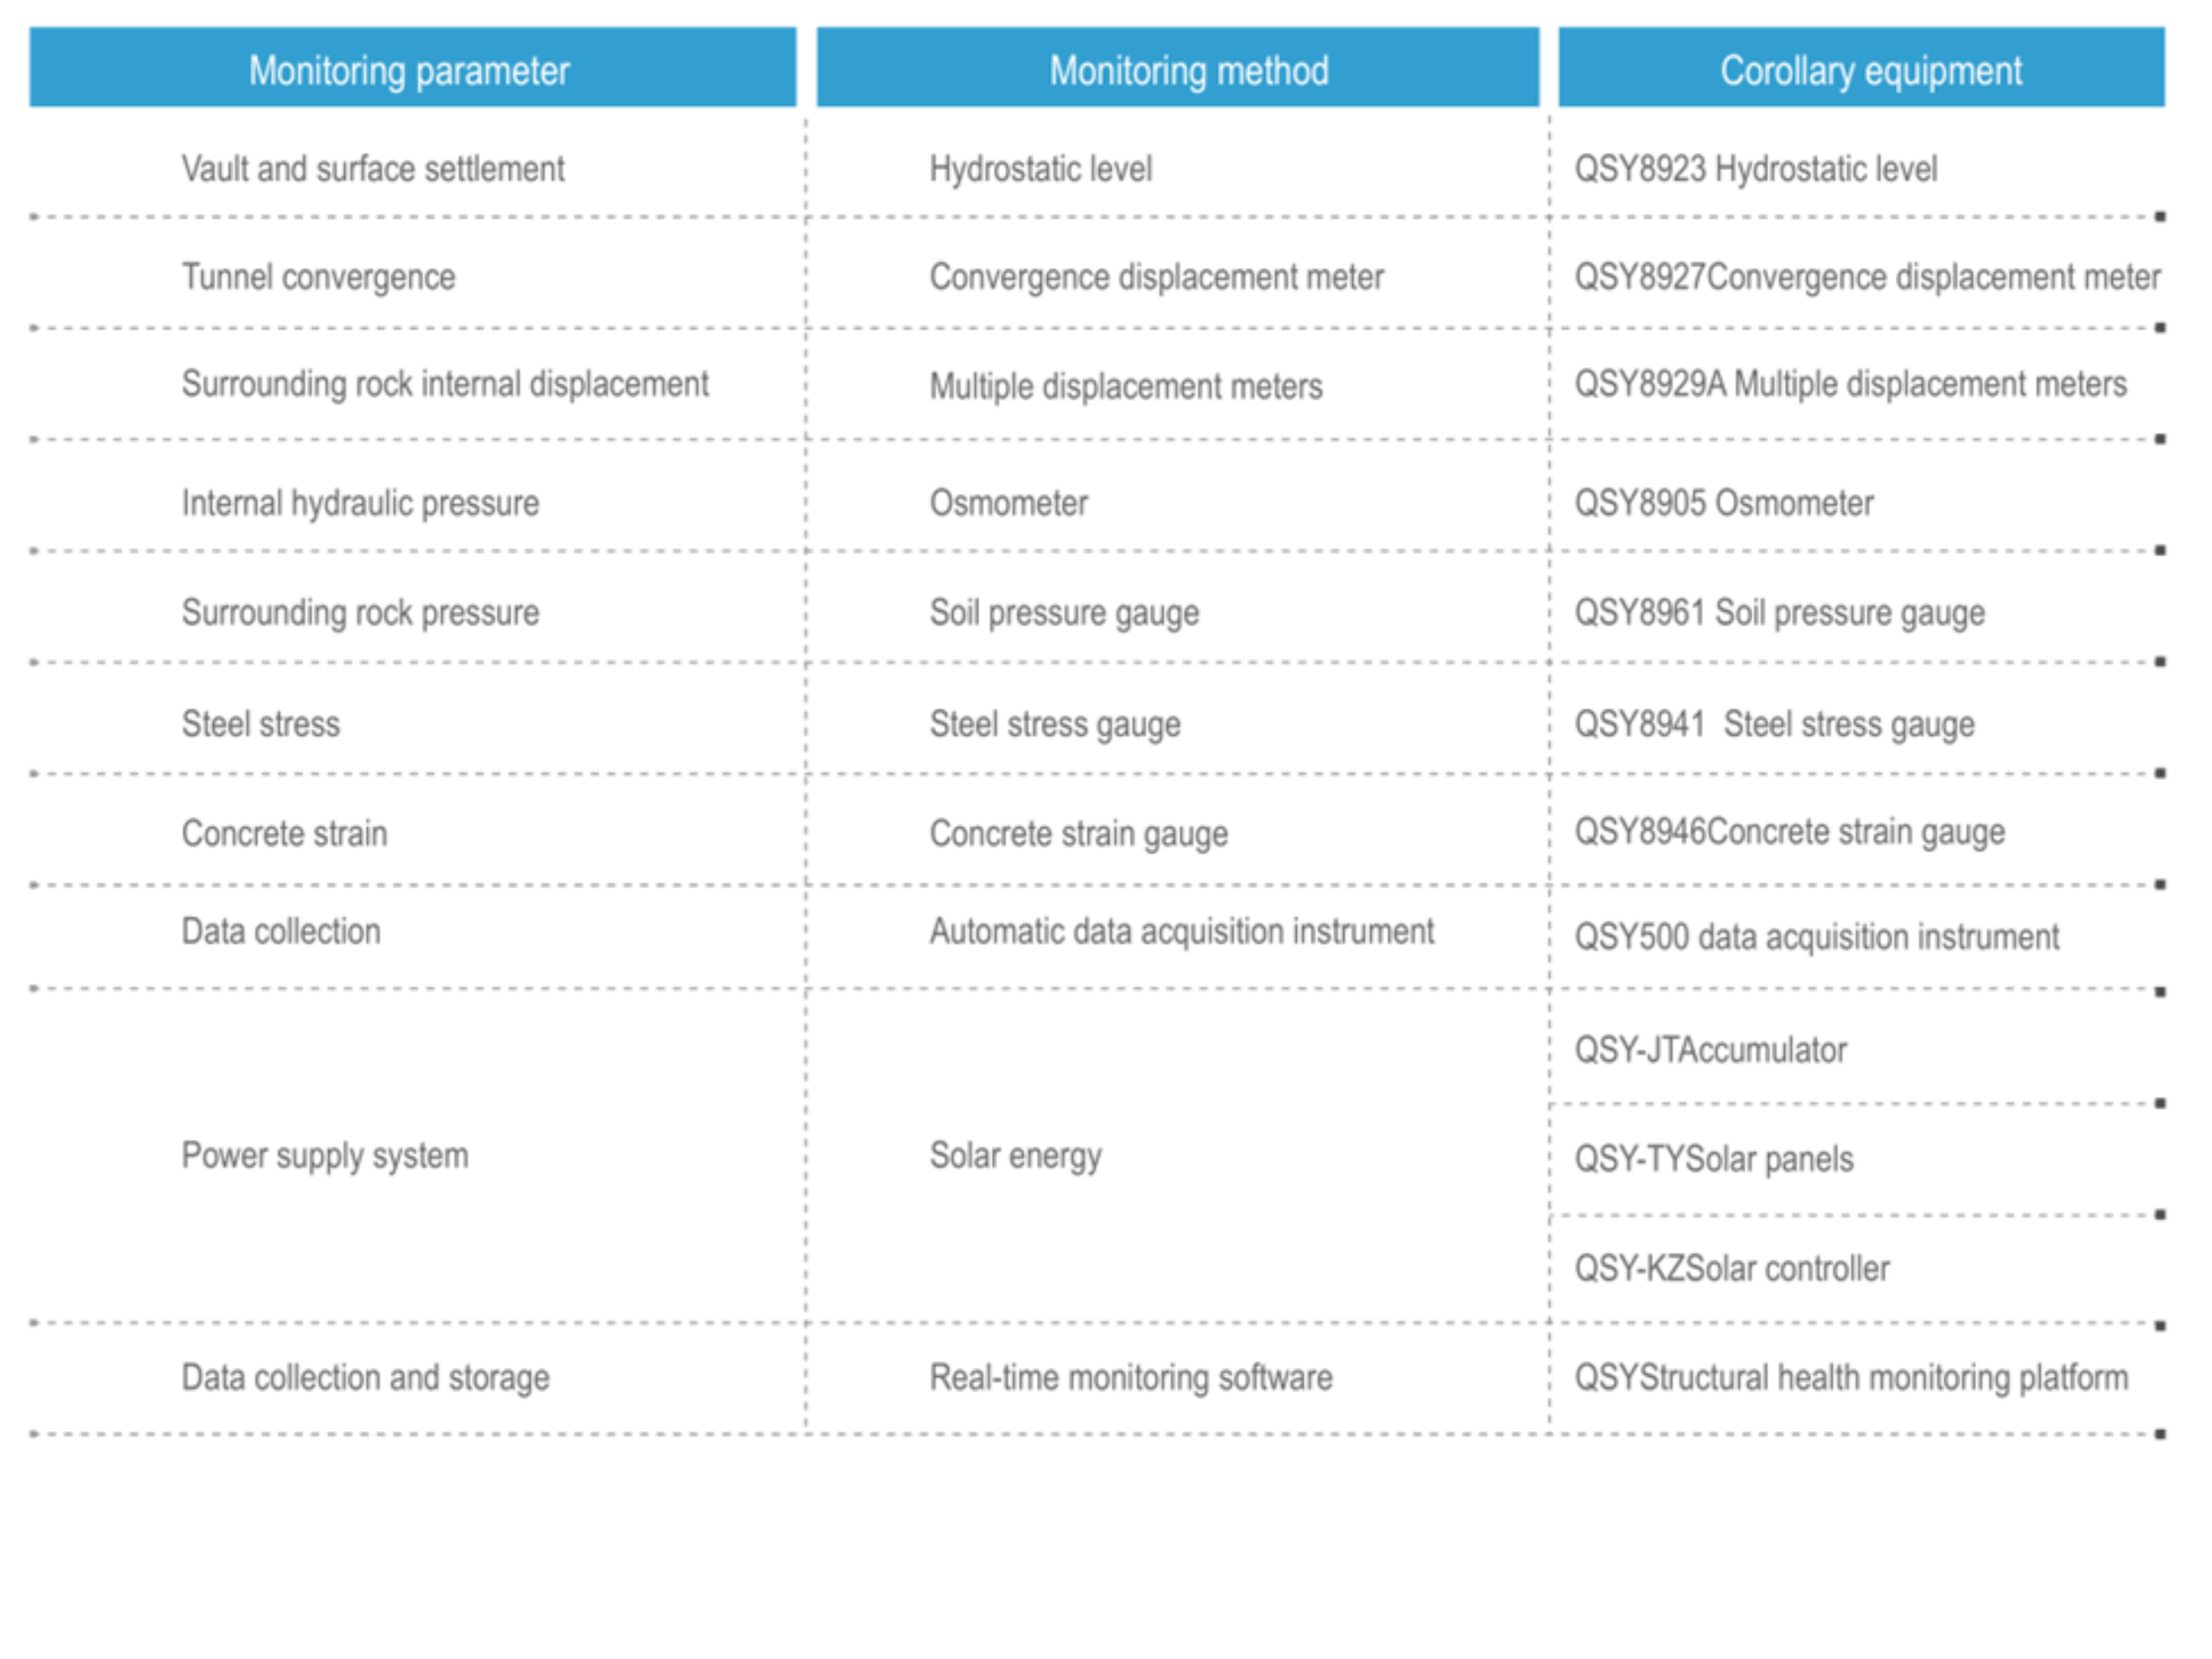 Monitoring parameter Monitoring method Corollary equipment
Vault and surface settlement Hydrostatic level QSY8923 Hydrostatic level
Tunnel convergence Convergence displacement meter QSY8927Convergence displacement meter
Surrounding rock internal displacement Multiple displacement meters QSY8929A Multiple displacement meters
Internal hydraulic pressure Osmometer QSY8905 Osmometer
Surrounding rock pressure Soil pressure gauge QSY8961 Soil pressure gauge
Steel stress Steel stress gauge QSY8941 Steel stress gauge
Concrete strain Concrete strain gauge QSY8946Concrete strain gauge
Data collection Automatic data acquisition instrument QSY500 data acquisition instrument
QSY-JTAccumulator
Power supply system Solar energy QSY-TYSolar panels
QSY-KZSolar controller
Data collection and storage Real-time monitoring software QSYStructural health monitoring platform